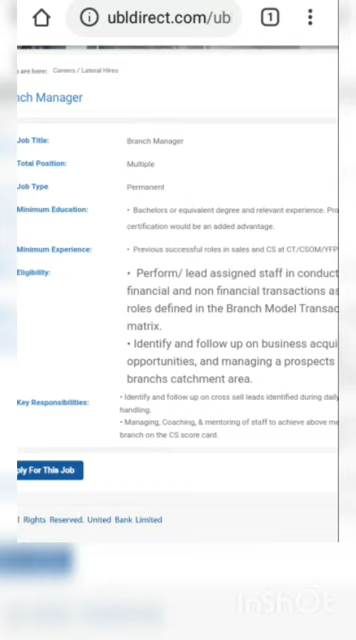 ubldirect.com/ub
1
are here: Careers / Lateral Hires
nch Manager
Job Title: Branch Manager
Total Position: Multiple
Job Type Permanent
Minimum Education: • Bachelors or equivalent degree and relevant experience. Pro
certification would be an added advantage.
Minimum Experience: • Previous successful roles in sales and CS at CT/CSOM/YFP
Eligibility: • Perform/ lead assigned staff in conduct
financial and non financial transactions as
roles defined in the Branch Model Transac
matrix.
• Identify and follow up on business acqui
opportunities, and managing a prospects
branchs catchment area.
Key Responsibilities: • Identify and follow up on cross sell leads identified during daily
handling.
• Managing, Coaching, & mentoring of staff to achieve above me
branch on the CS score card.
ply For This Job
l Rights Reserved. United Bank Limited
InShOt